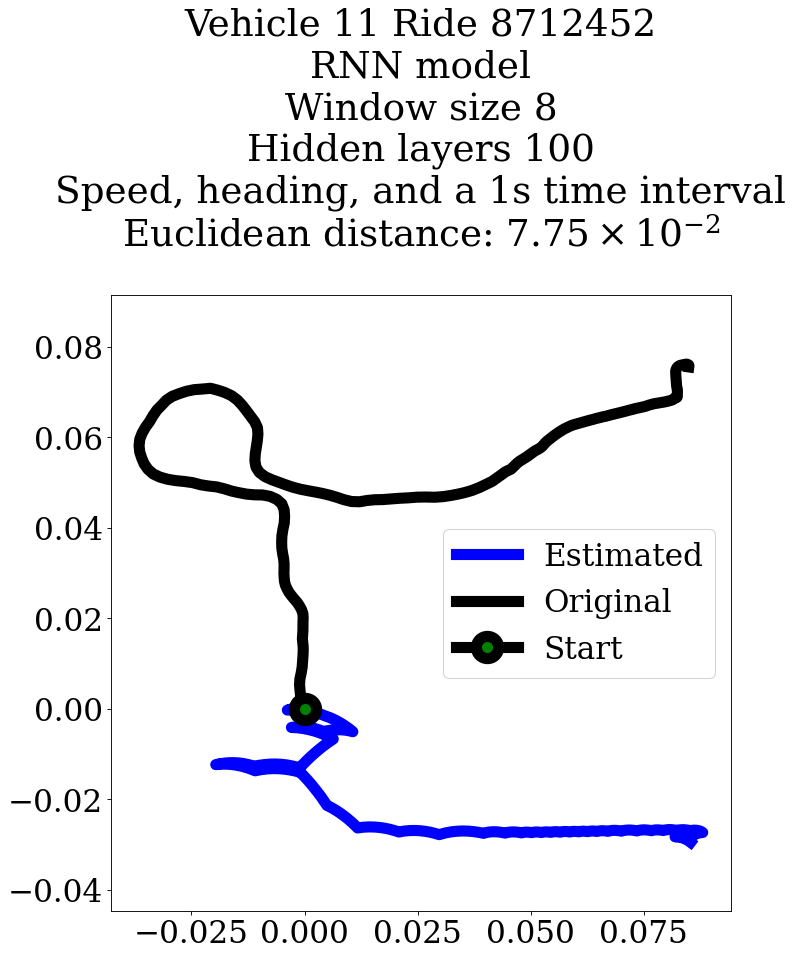 Vehicle 11 Ride 8712452
RNN model
Window size 8
Hidden layers 100
Speed, heading, and a 1s time interval
Euclidean distance: 7.75 × 10⁻²
0.08
0.06
0.04
0.02
0.00
−0.02
−0.04
Estimated
Original
Start
−0.025 0.000 0.025 0.050 0.075